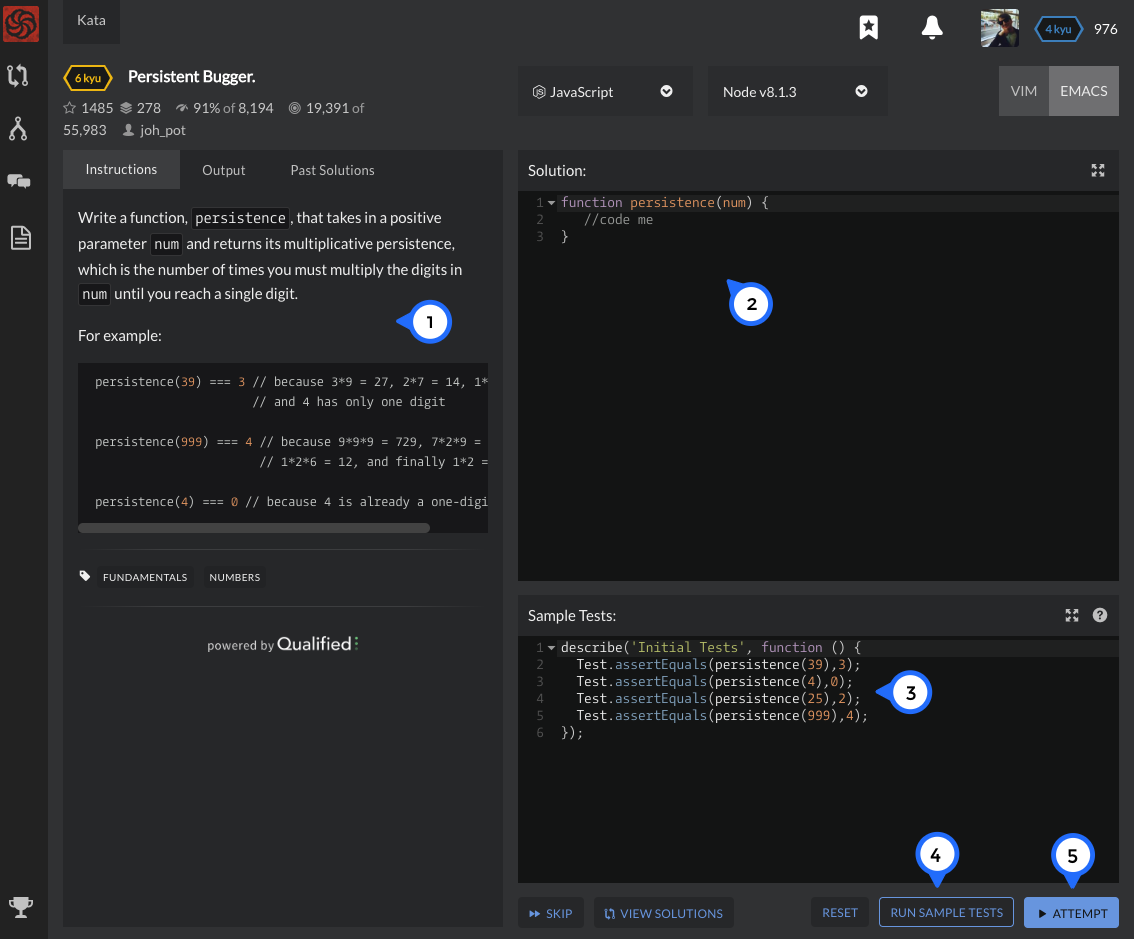 Kata
4 kyu 976
6 kyu Persistent Bugger.
1485 278 91% of 8,194 19,391 of
55,983 joh_pot
JavaScript
Node v8.1.3
VIM EMACS
Instructions Output Past Solutions
Write a function, persistence, that takes in a positive
parameter num and returns its multiplicative persistence,
which is the number of times you must multiply the digits in
num until you reach a single digit.
1
For example:
persistence(39) === 3 // because 3*9 = 27, 2*7 = 14, 1*
// and 4 has only one digit
persistence(999) === 4 // because 9*9*9 = 729, 7*2*9 =
// 1*2*6 = 12, and finally 1*2 =
persistence(4) === 0 // because 4 is already a one-digi
FUNDAMENTALS NUMBERS
powered by Qualified
Solution:
1 function persistence(num) {
2 //code me
3 }
2
Sample Tests:
?
1 describe('Initial Tests', function () {
2 Test.assertEquals(persistence(39),3);
3 Test.assertEquals(persistence(4),0);
4 Test.assertEquals(persistence(25),2);
5 Test.assertEquals(persistence(999),4);
6 });
3
4
5
SKIP VIEW SOLUTIONS RESET RUN SAMPLE TESTS ATTEMPT